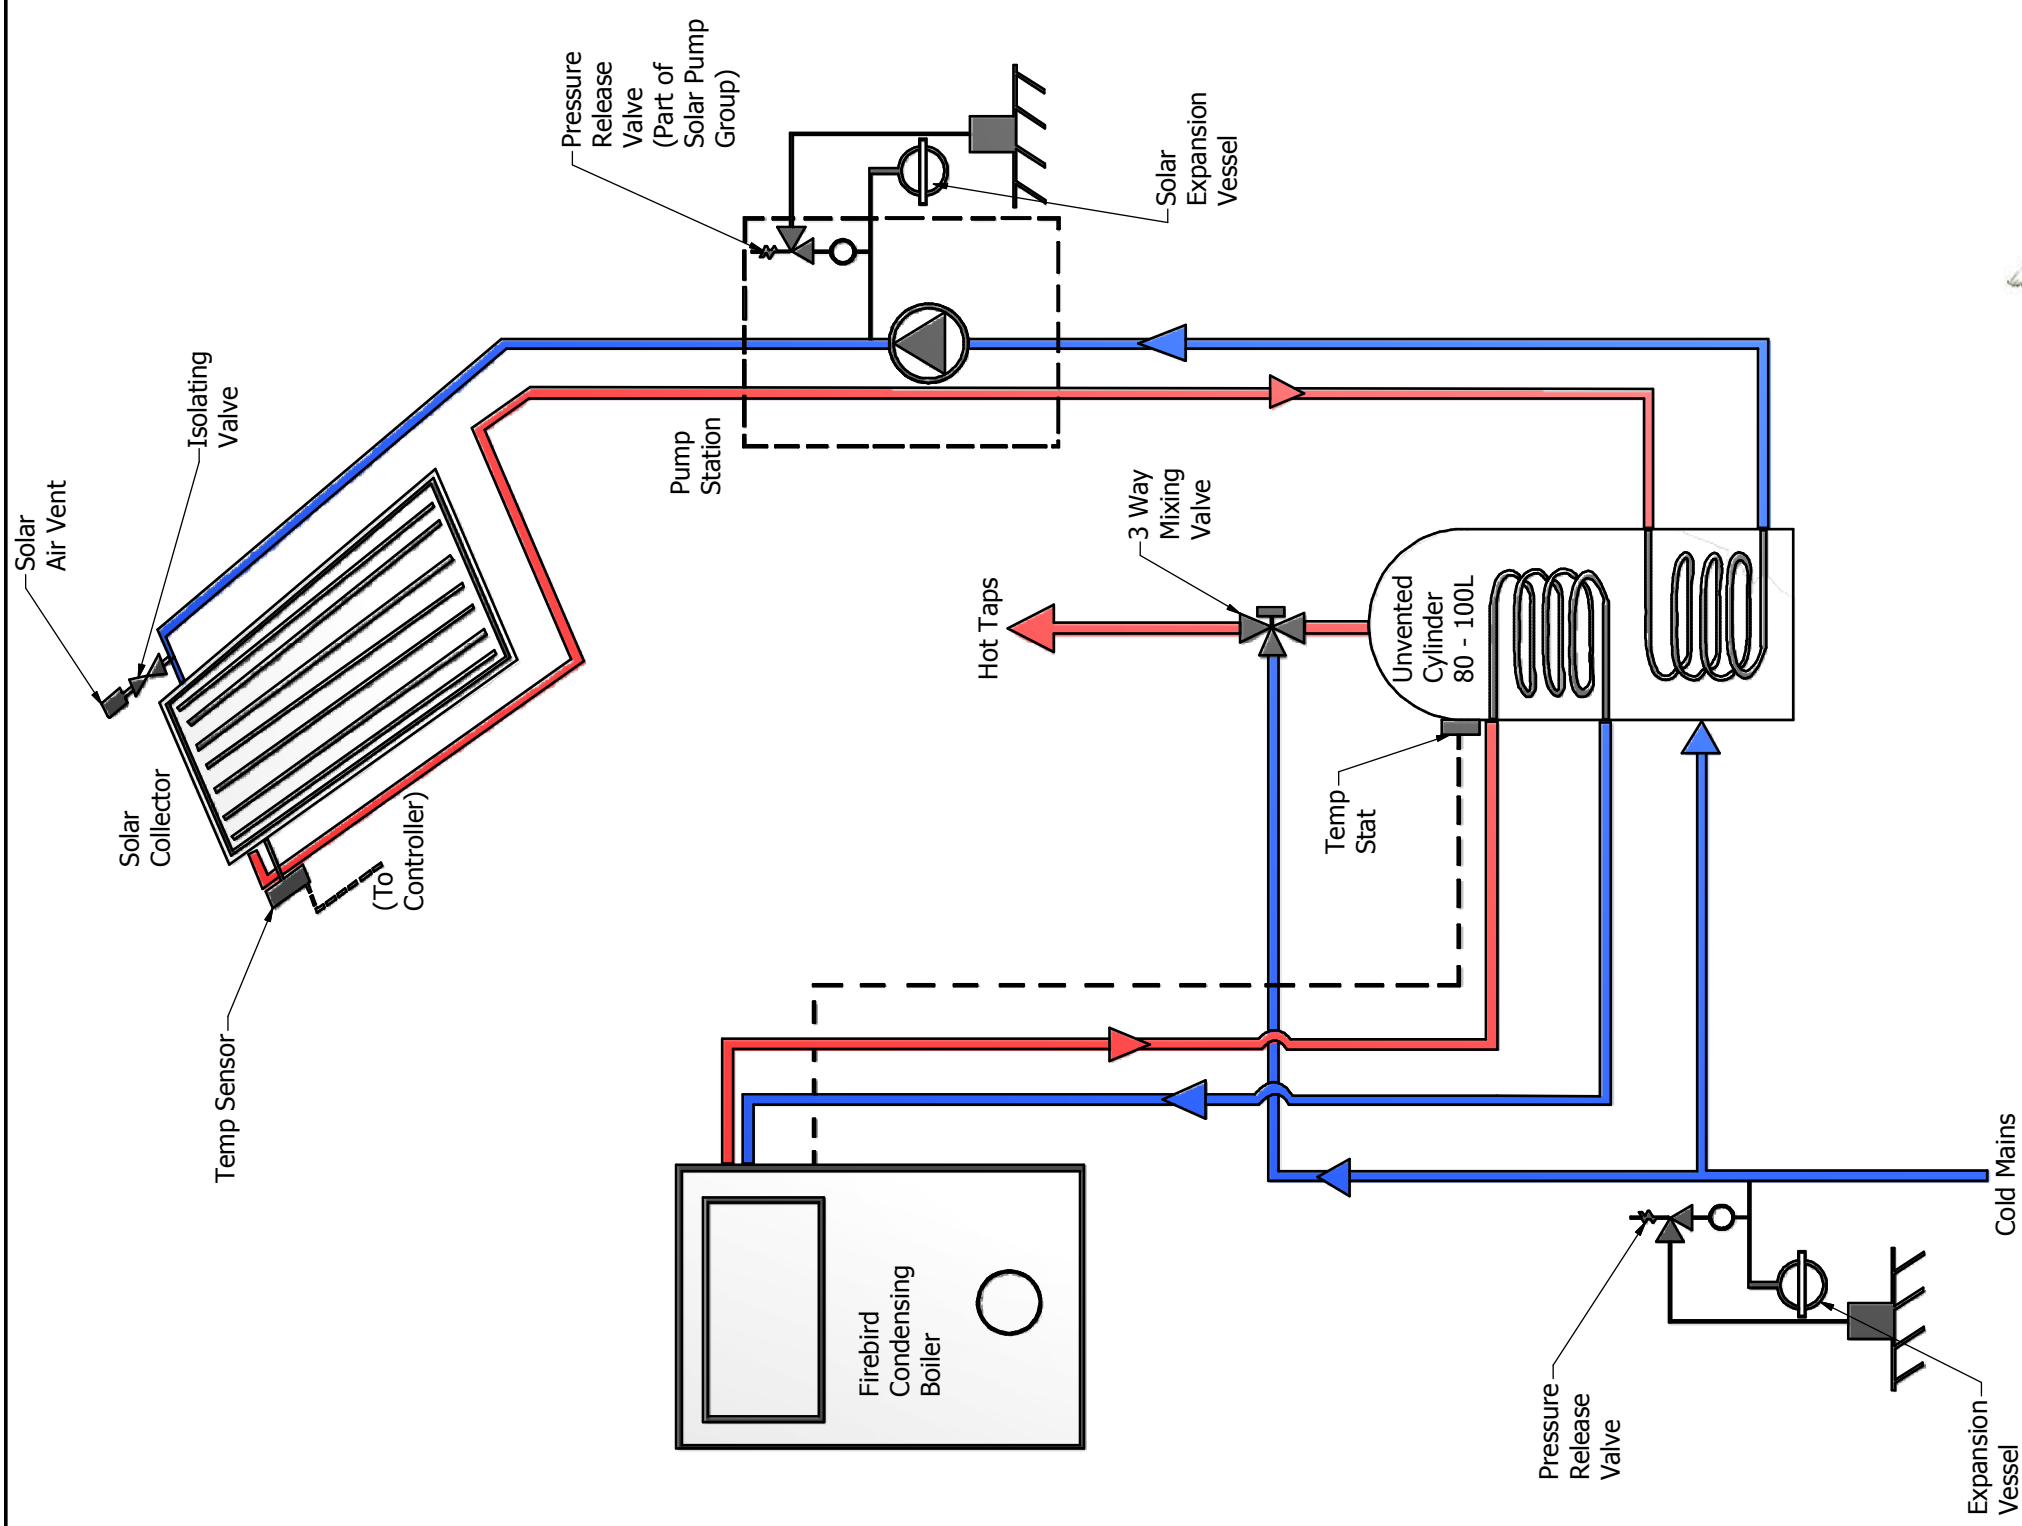 Solar
Air Vent
Isolating
Valve
Solar
Collector
Temp Sensor
(To
Controller)
Pressure
Release
Valve
(Part of
Solar Pump
Group)
Solar
Expansion
Vessel
Pump
Station
3 Way
Mixing
Valve
Hot Taps
Unvented
Cylinder
80 - 100L
Temp
Stat
Firebird
Condensing
Boiler
Pressure
Release
Valve
Expansion
Vessel
Cold Mains